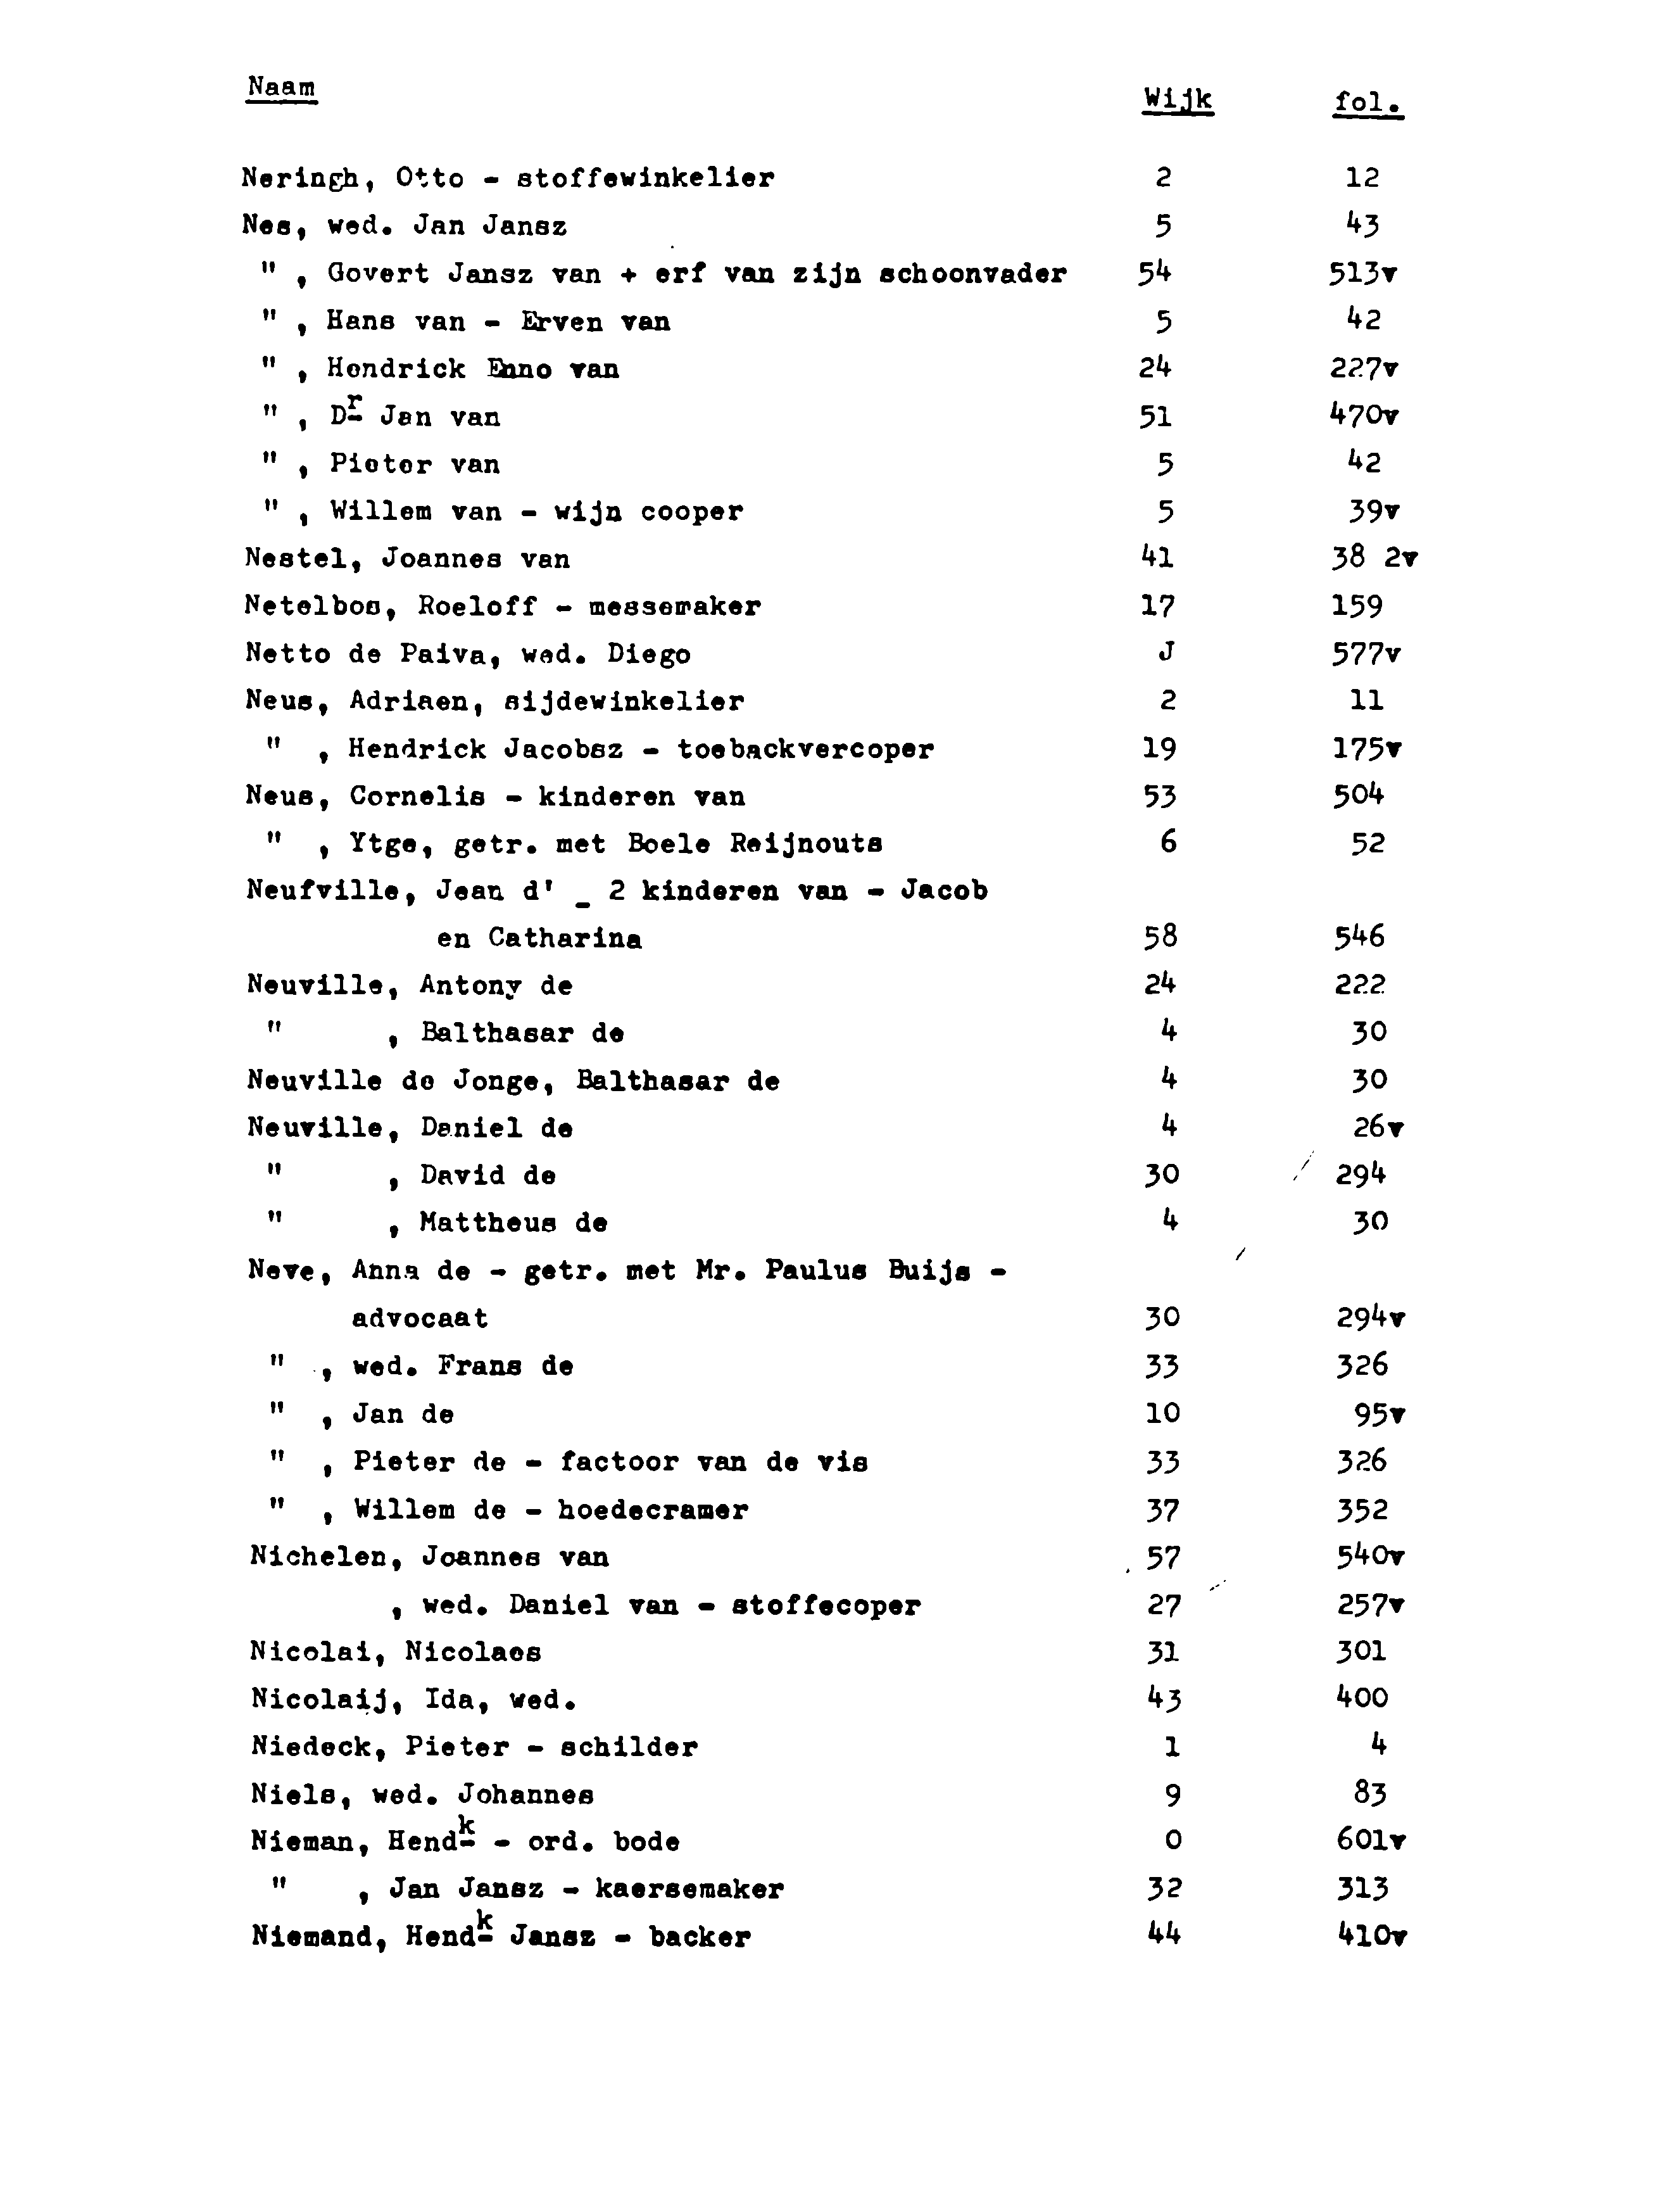 Naam Wijk fol.
Neringh, Otto - stoffewinkelier 2 12
Nes, wed. Jan Jansz 5 43
" , Govert Jansz van + erf van zijn schoonvader 54 513v
" , Hans van - Erven van 5 42
" , Hendrick Enno van 24 227v
" , Dr Jan van 51 470v
" , Pieter van 5 42
" , Willem van - wijn cooper 5 39v
Nestel, Joannes van 41 38 2v
Netelbos, Roeloff - messemaker 17 159
Netto de Paiva, wed. Diego J 577v
Neus, Adriaen, sijdewinkelier 2 11
" , Hendrick Jacobsz - toebackvercoper 19 175v
Neus, Cornelis - kinderen van 53 504
" , Ytge, getr. met Boele Reijnouts 6 52
Neufville, Jean d' _ 2 kinderen van - Jacob
en Catharina 58 546
Neuville, Antony de 24 222
" , Balthasar de 4 30
Neuville de Jonge, Balthasar de 4 30
Neuville, Daniel de 4 26v
" , David de 30 294
" , Mattheus de 4 30
Neve, Anna de - getr. met Mr. Paulus Buijs -
advocaat 30 294v
" , wed. Frans de 33 326
" , Jan de 10 95v
" , Pieter de - factoor van de vis 33 326
" , Willem de - hoedecramer 37 352
Nichelen, Joannes van 57 540v
, wed. Daniel van - stoffecoper 27 257v
Nicolai, Nicolaes 31 301
Nicolaij, Ida, wed. 43 400
Niedeck, Pieter - schilder 1 4
Niels, wed. Johannes 9 83
Nieman, Hendk - ord. bode O 601v
" , Jan Jansz - kaersemaker 32 313
Niemand, Hendk Jansz - backer 44 410v